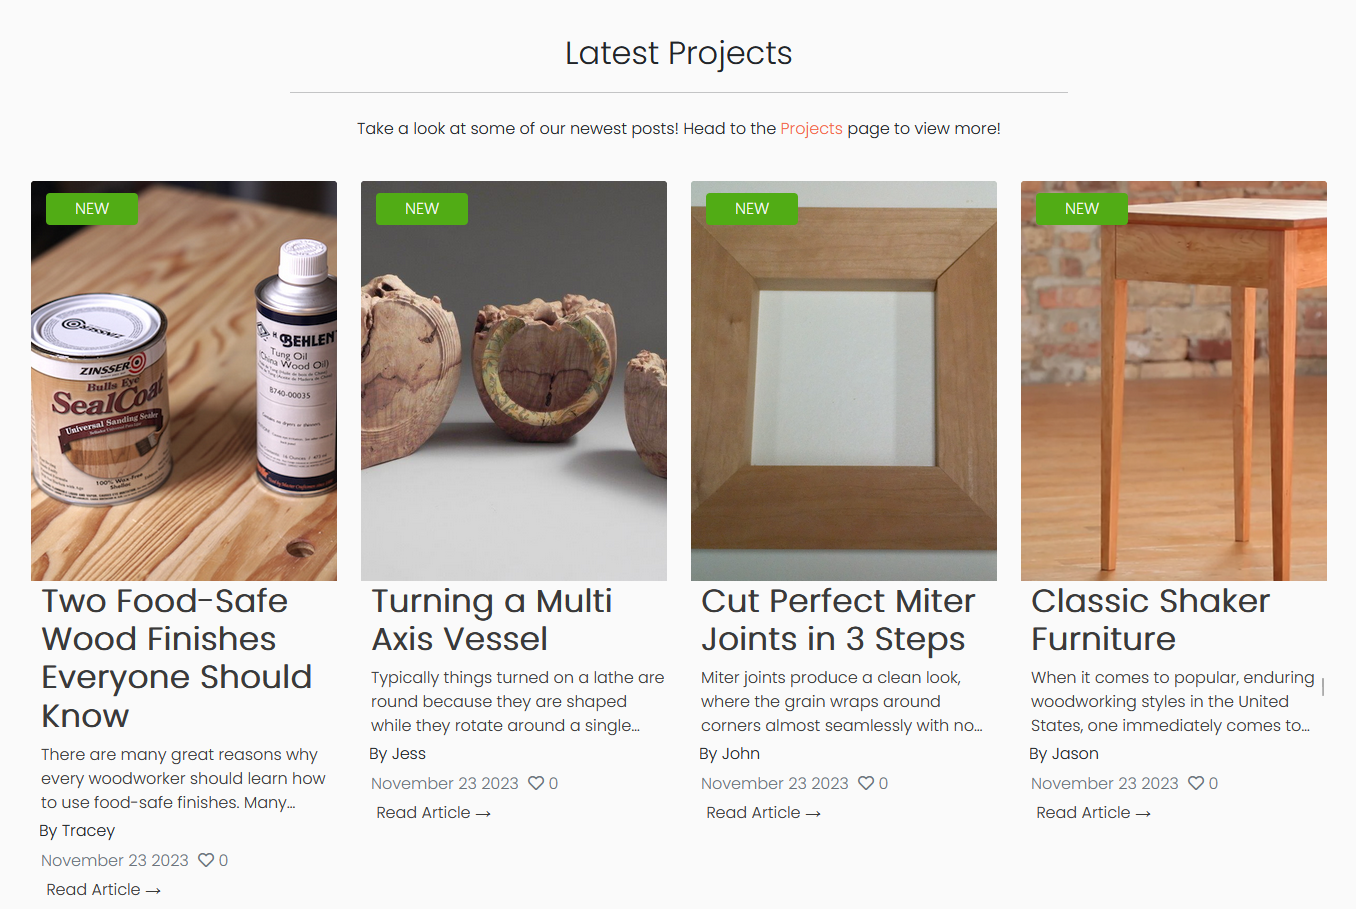 Latest Projects
Take a look at some of our newest posts! Head to the Projects page to view more!
NEW
ZINSSER
ZINSSER
Bulls Eye
SealCoat
Universal Sanding Sealer
100% Wax-Free
Shellac
H. BEHLEN
Tung Oil
(China Wood Oil)
B740-00035
Two Food-Safe
Wood Finishes
Everyone Should
Know
There are many great reasons why
every woodworker should learn how
to use food-safe finishes. Many...
By Tracey
November 23 2023 ♡ 0
Read Article →
NEW
Turning a Multi
Axis Vessel
Typically things turned on a lathe are
round because they are shaped
while they rotate around a single...
By Jess
November 23 2023 ♡ 0
Read Article →
NEW
Cut Perfect Miter
Joints in 3 Steps
Miter joints produce a clean look,
where the grain wraps around
corners almost seamlessly with no...
By John
November 23 2023 ♡ 0
Read Article →
NEW
Classic Shaker
Furniture
When it comes to popular, enduring
woodworking styles in the United
States, one immediately comes to...
By Jason
November 23 2023 ♡ 0
Read Article →